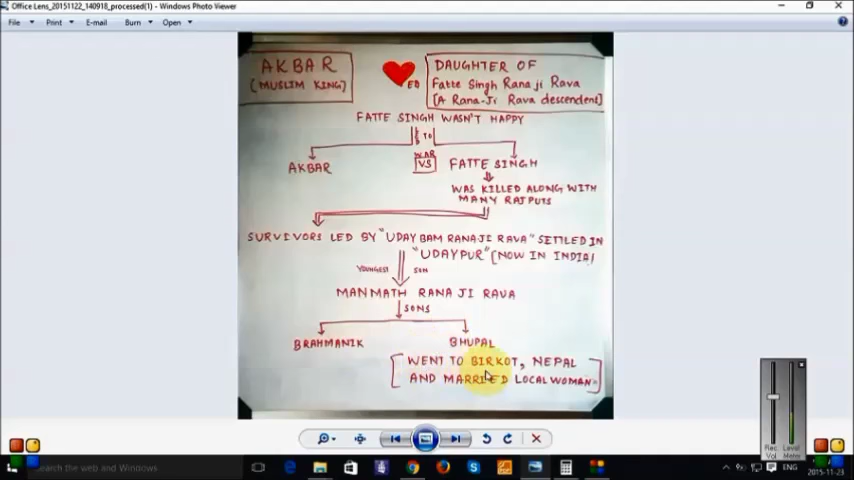 Office Lens_20151122_140918_processed(1) - Windows Photo Viewer
File Print E-mail Burn Open
AKBAR
(MUSLIM KING)
ED
DAUGHTER OF
Fatte Singh Rana ji Rava
[A Rana-Ji Rava descendent]
FATTE SINGH WASN'T HAPPY
TO
WAR
AKBAR VS FATTE SINGH
WAS KILLED ALONG WITH
MANY RAJPUTS
SURVIVORS LED BY "UDAY BAM RANAJI RAVA" SETTLED IN
"UDAYPUR" [NOW IN INDIA]
YOUNGEST SON
MANMATH RANA JI RAVA
SONS
BRAHMANIK BHUPAL
[WENT TO BIRKOT, NEPAL
AND MARRIED LOCAL WOMAN]
Rec Vol
Level Meter
Search the web and Windows
ENG
2015-11-23